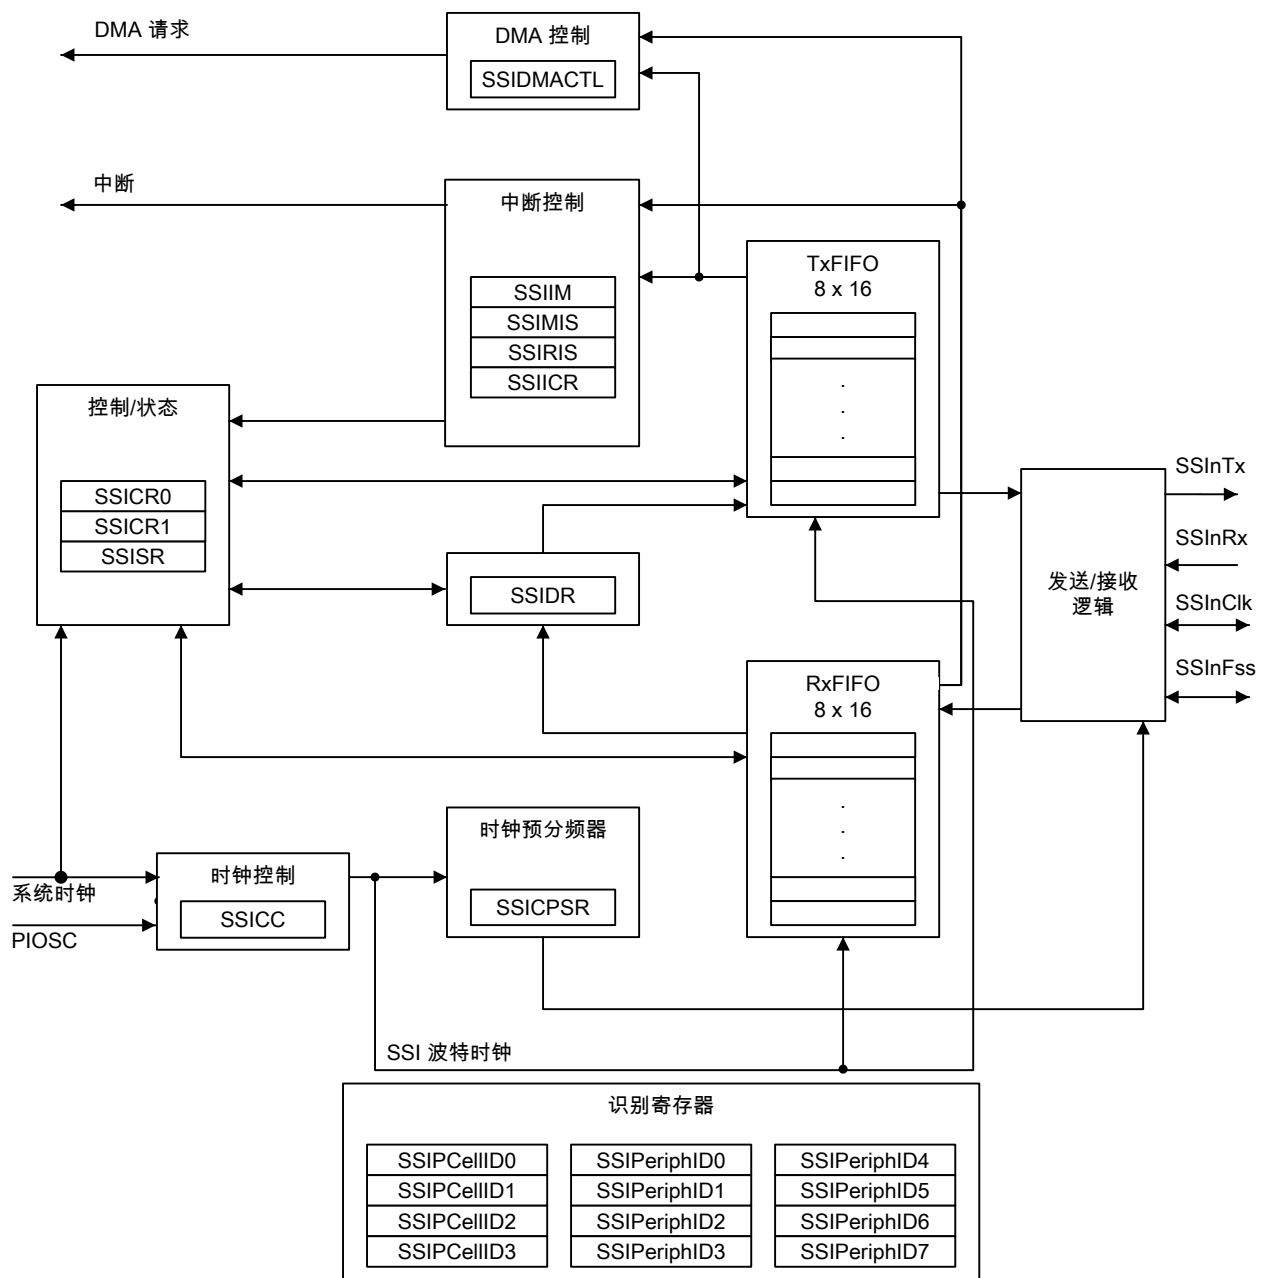 DMA 请求
DMA 控制
SSIDMACTL
中断
中断控制
SSIIM
SSIMIS
SSIRIS
SSIICR
TxFIFO
8 x 16
.
.
.
控制/状态
SSICR0
SSICR1
SSISR
SSIDR
发送/接收
逻辑
SSInTx
SSInRx
SSInClk
SSInFss
RxFIFO
8 x 16
.
.
.
系统时钟
PIOSC
时钟控制
SSICC
时钟预分频器
SSICPSR
SSI 波特时钟
识别寄存器
SSIPCellID0
SSIPCellID1
SSIPCellID2
SSIPCellID3
SSIPeriphID0
SSIPeriphID1
SSIPeriphID2
SSIPeriphID3
SSIPeriphID4
SSIPeriphID5
SSIPeriphID6
SSIPeriphID7